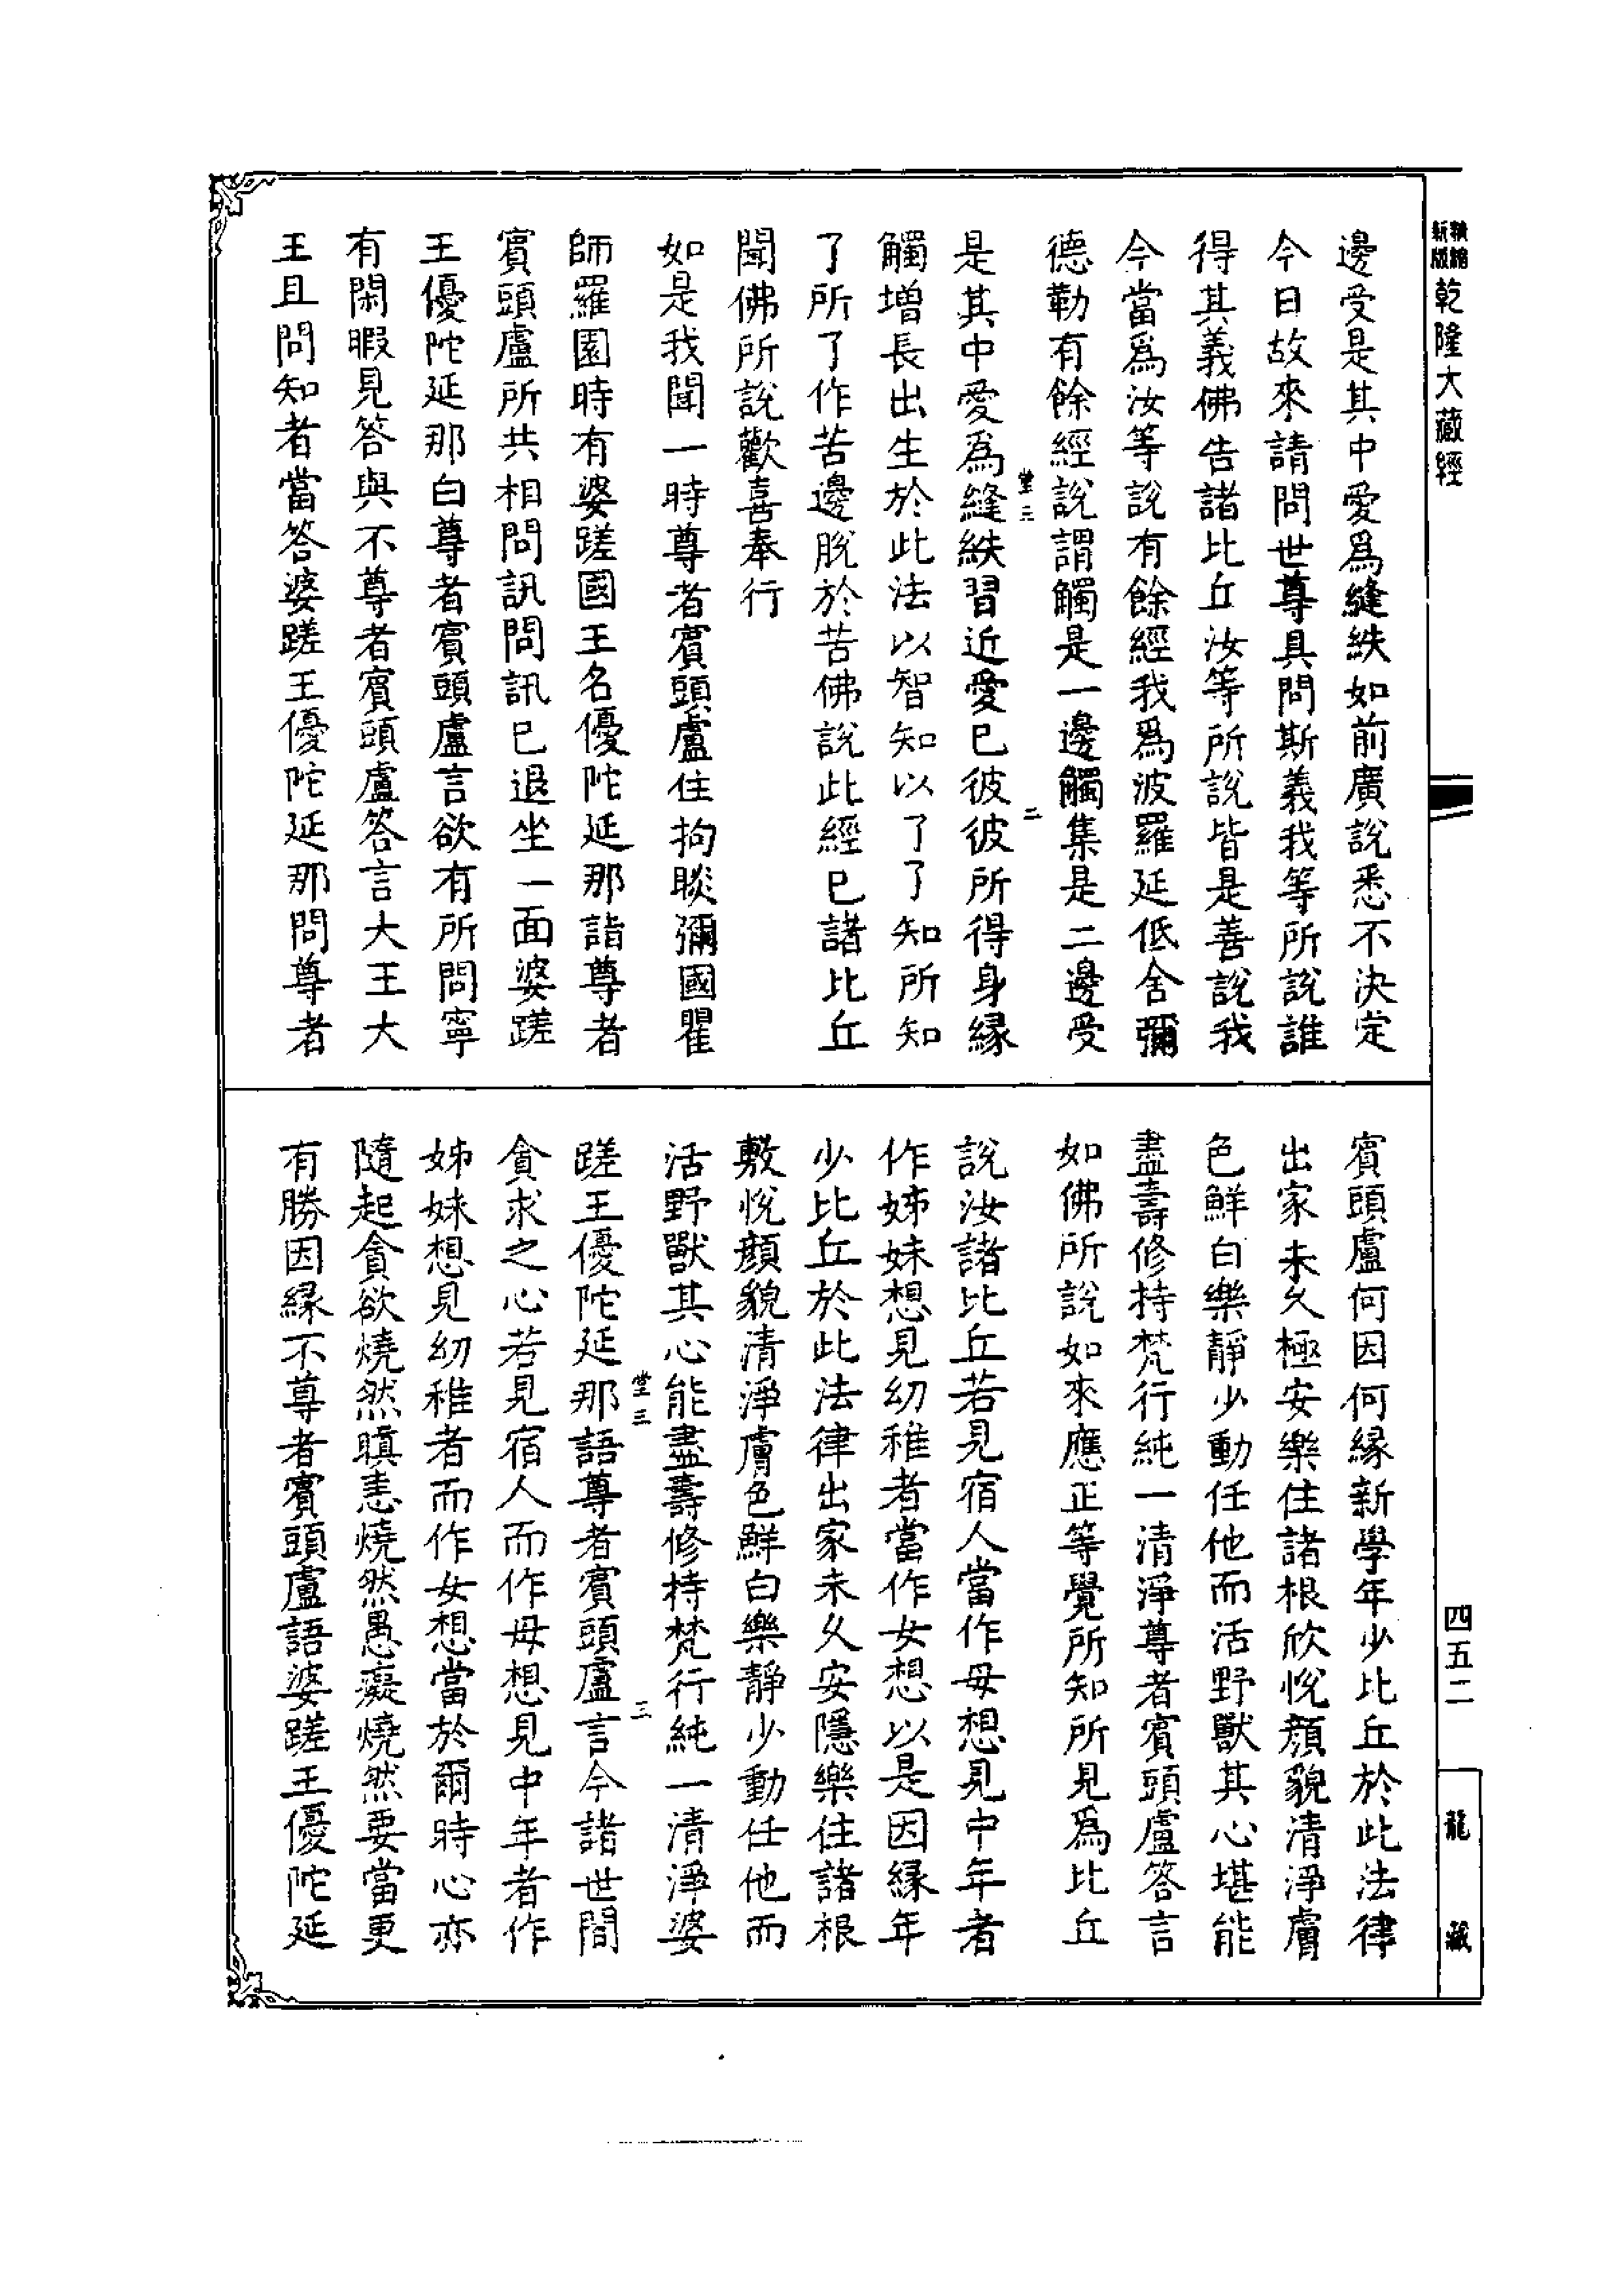 新版精縮乾隆大藏經
邊受是其中愛爲縫紩如前廣說悉不決定
今日故來請問世尊具問斯義我等所說誰
得其義佛告諸比丘汝等所說皆是善說我
今當爲汝等說有餘經我爲波羅延低舍彌
德勒有餘經說謂觸是一邊觸集是二邊受
是其中愛爲縫紩習近愛已彼彼所得身縁
觸增長出生於此法以智知以了了知所知
了所了作苦邊脫於苦佛說此經已諸比丘
聞佛所說歡喜奉行
如是我聞一時尊者賓頭盧住拘睒彌國瞿
師羅園時有婆蹉國王名優陀延那詣尊者
賓頭盧所共相問訊問訊已退坐一面婆蹉
王優陀延那白尊者賓頭盧言欲有所問寧
有閑暇見答與不尊者賓頭盧答言大王大
王且問知者當答婆蹉王優陀延那問尊者
堂三
二
賓頭盧何因何縁新學年少比丘於此法律
出家未久極安樂住諸根欣悅顏貌清淨膚
色鮮白樂靜少動任他而活野獸其心堪能
盡壽修持梵行純一清淨尊者賓頭盧答言
如佛所說如來應正等覺所知所見爲比丘
說汝諸比丘若見宿人當作母想見中年者
作姊妹想見幼稚者當作女想以是因縁年
少比丘於此法律出家未久安隱樂住諸根
敷悅顏貌清淨膚色鮮白樂靜少動任他而
活野獸其心能盡壽修持梵行純一清淨婆
蹉王優陀延那語尊者賓頭盧言今諸世間
貪求之心若見宿人而作母想見中年者作
姊妹想見幼稚者而作女想當於爾時心亦
隨起貪欲燒然瞋恚燒然愚癡燒然要當更
有勝因縁不尊者賓頭盧語婆蹉王優陀延
堂三
三
四五二
龍藏